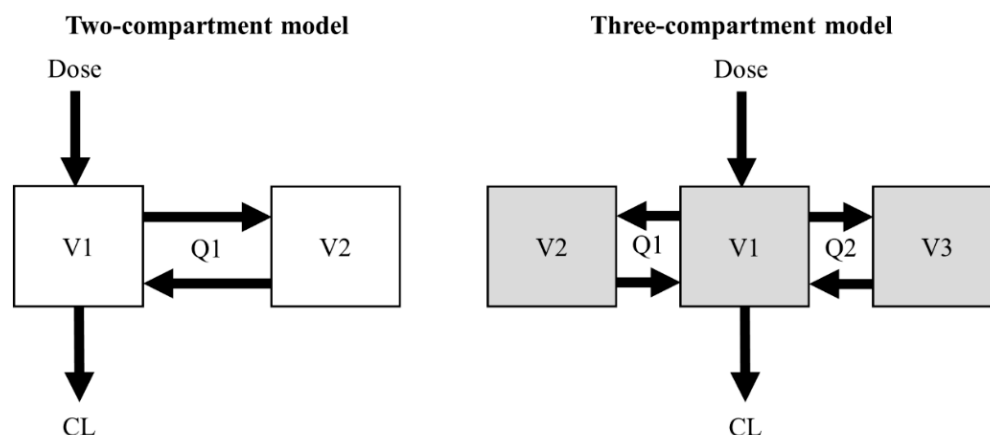 Two-compartment model
Dose
V1
Q1
V2
CL
Three-compartment model
Dose
V2
Q1
V1
Q2
V3
CL